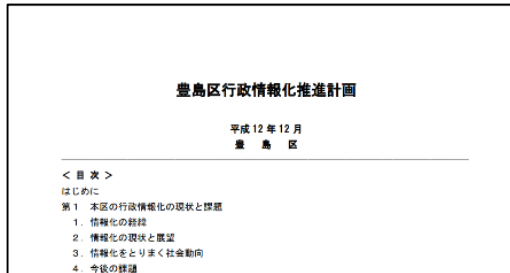 豊島区行政情報化推進計画
平成 12 年 12 月
豊 島 区
< 目 次 >
はじめに
第1 本区の行政情報化の現状と課題
1. 情報化の経緯
2. 情報化の現状と展望
3. 情報化をとりまく社会動向
4. 今後の課題